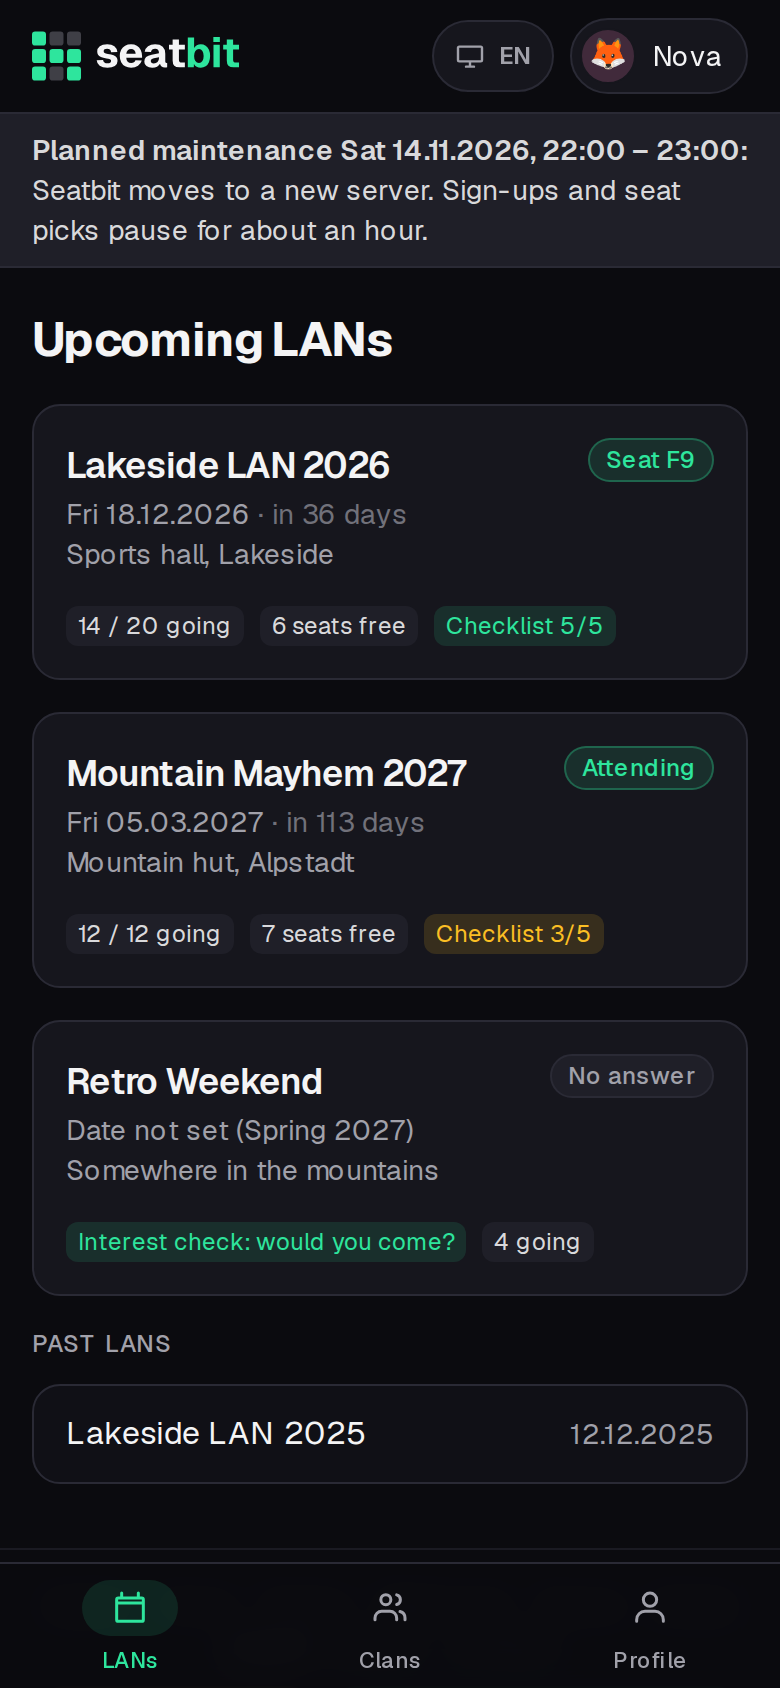 seatbit
EN
Nova
Planned maintenance Sat 14.11.2026, 22:00 – 23:00:
Seatbit moves to a new server. Sign-ups and seat
picks pause for about an hour.
Upcoming LANs
Lakeside LAN 2026
Seat F9
Fri 18.12.2026 · in 36 days
Sports hall, Lakeside
14 / 20 going
6 seats free
Checklist 5/5
Mountain Mayhem 2027
Attending
Fri 05.03.2027 · in 113 days
Mountain hut, Alpstadt
12 / 12 going
7 seats free
Checklist 3/5
Retro Weekend
No answer
Date not set (Spring 2027)
Somewhere in the mountains
Interest check: would you come?
4 going
PAST LANS
Lakeside LAN 2025
12.12.2025
LANs
Clans
Profile